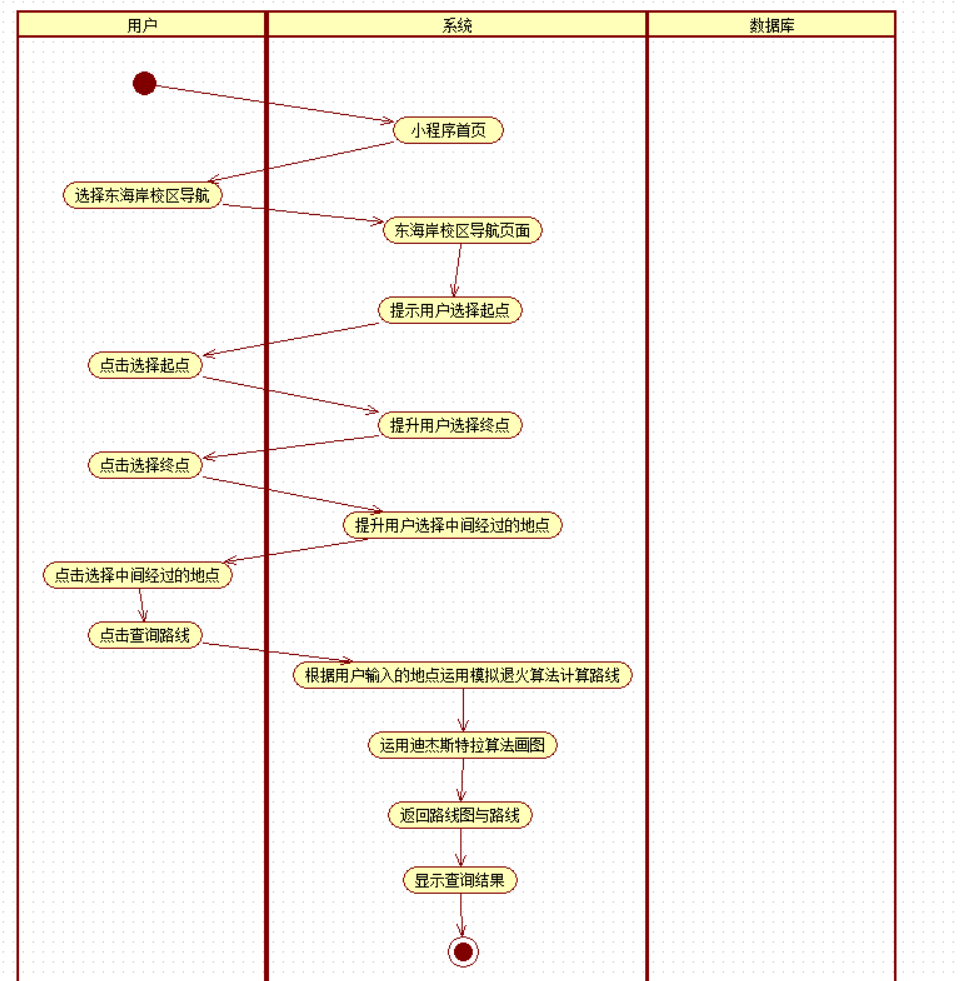 用户
系统
数据库
小程序首页
选择东海岸校区导航
东海岸校区导航页面
提示用户选择起点
点击选择起点
提升用户选择终点
点击选择终点
提升用户选择中间经过的地点
点击选择中间经过的地点
点击查询路线
根据用户输入的地点运用模拟退火算法计算路线
运用迪杰斯特拉算法画图
返回路线图与路线
显示查询结果